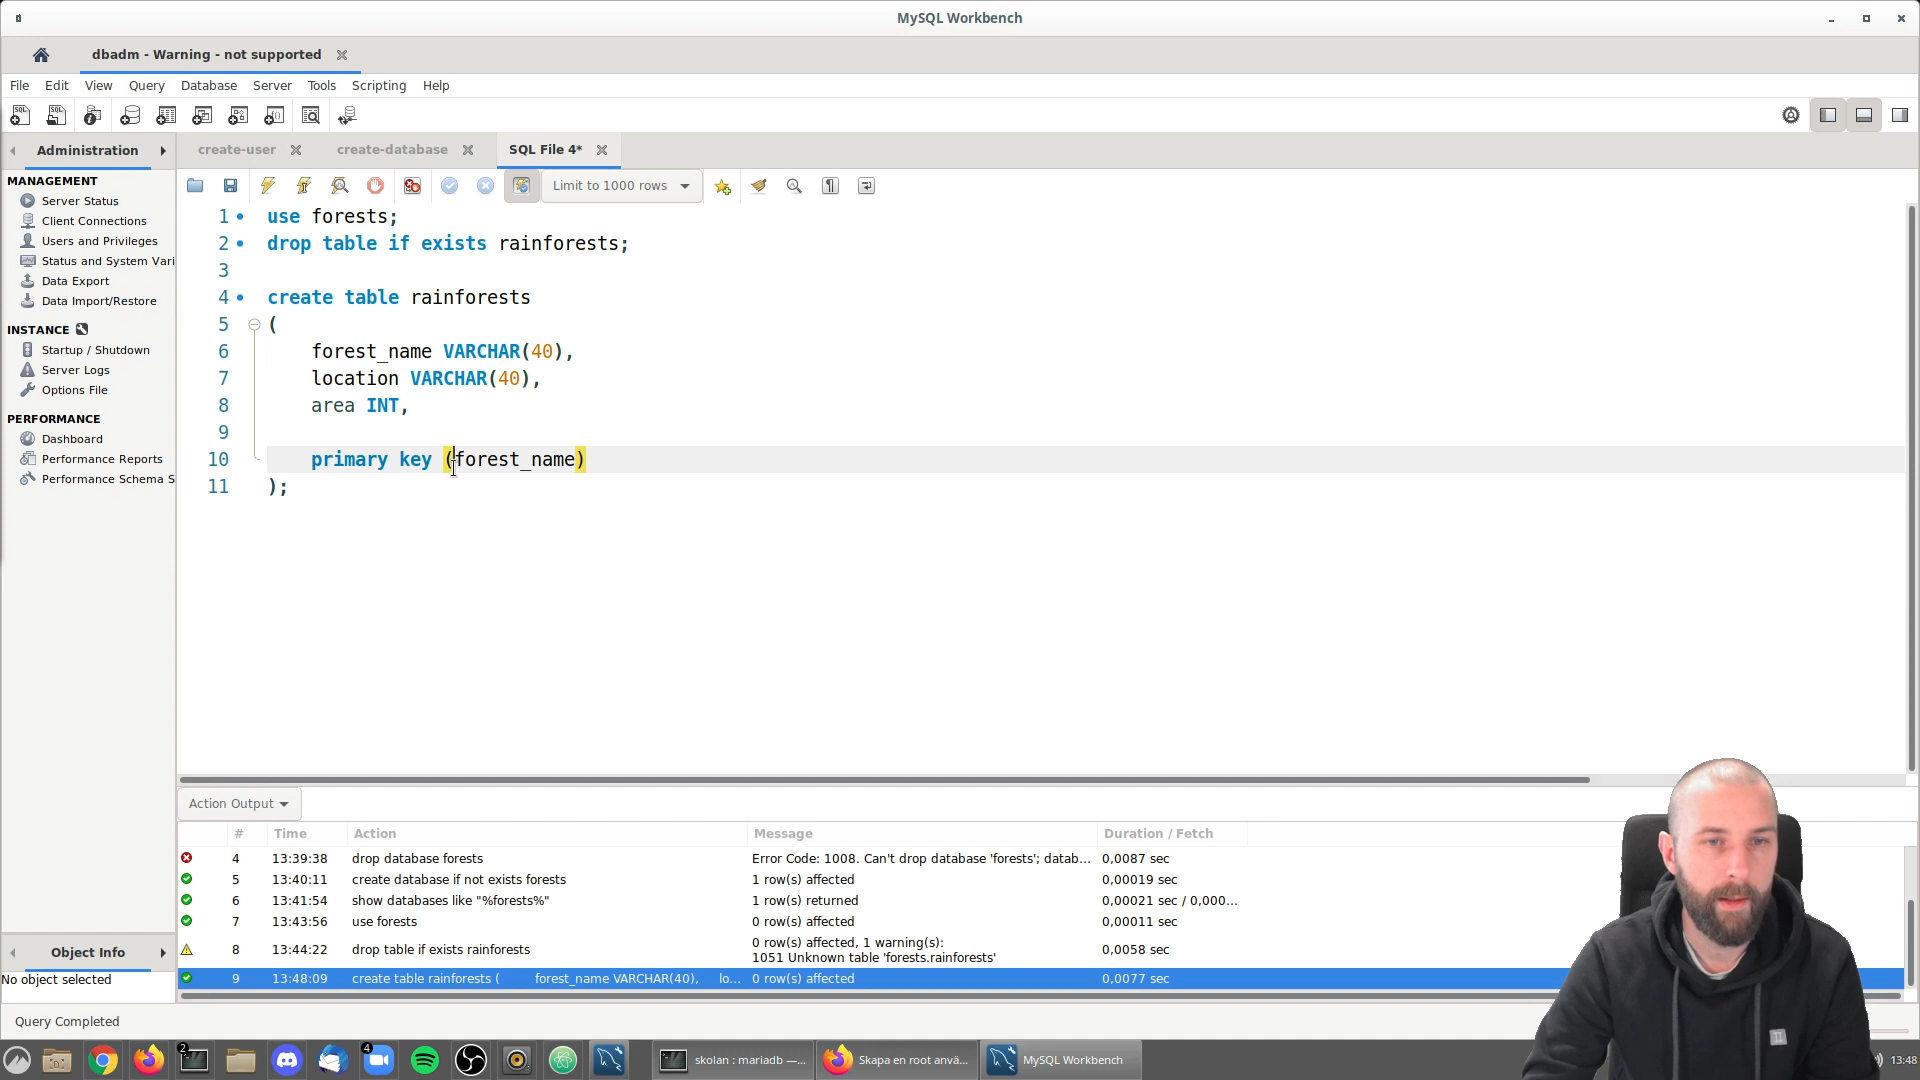 MySQL Workbench
dbadm - Warning - not supported
File Edit View Query Database Server Tools Scripting Help
Administration
create-user
create-database
SQL File 4*
MANAGEMENT
Server Status
Client Connections
Users and Privileges
Status and System Vari
Data Export
Data Import/Restore
INSTANCE
Startup / Shutdown
Server Logs
Options File
PERFORMANCE
Dashboard
Performance Reports
Performance Schema S
Limit to 1000 rows
1 use forests;
2 drop table if exists rainforests;
3
4 create table rainforests
5 (
6 forest_name VARCHAR(40),
7 location VARCHAR(40),
8 area INT,
9
10 primary key (forest_name)
11 );
Action Output
# Time Action Message Duration / Fetch
4 13:39:38 drop database forests Error Code: 1008. Can't drop database 'forests'; datab... 0,0087 sec
5 13:40:11 create database if not exists forests 1 row(s) affected 0,00019 sec
6 13:41:54 show databases like "%forests%" 1 row(s) returned 0,00021 sec / 0,000...
7 13:43:56 use forests 0 row(s) affected 0,00011 sec
8 13:44:22 drop table if exists rainforests 0 row(s) affected, 1 warning(s):
1051 Unknown table 'forests.rainforests' 0,0058 sec
9 13:48:09 create table rainforests ( forest_name VARCHAR(40), lo... 0 row(s) affected 0,0077 sec
Object Info
No object selected
Query Completed
2
4
skolan : mariadb —...
Skapa en root anvä...
MySQL Workbench
13:48